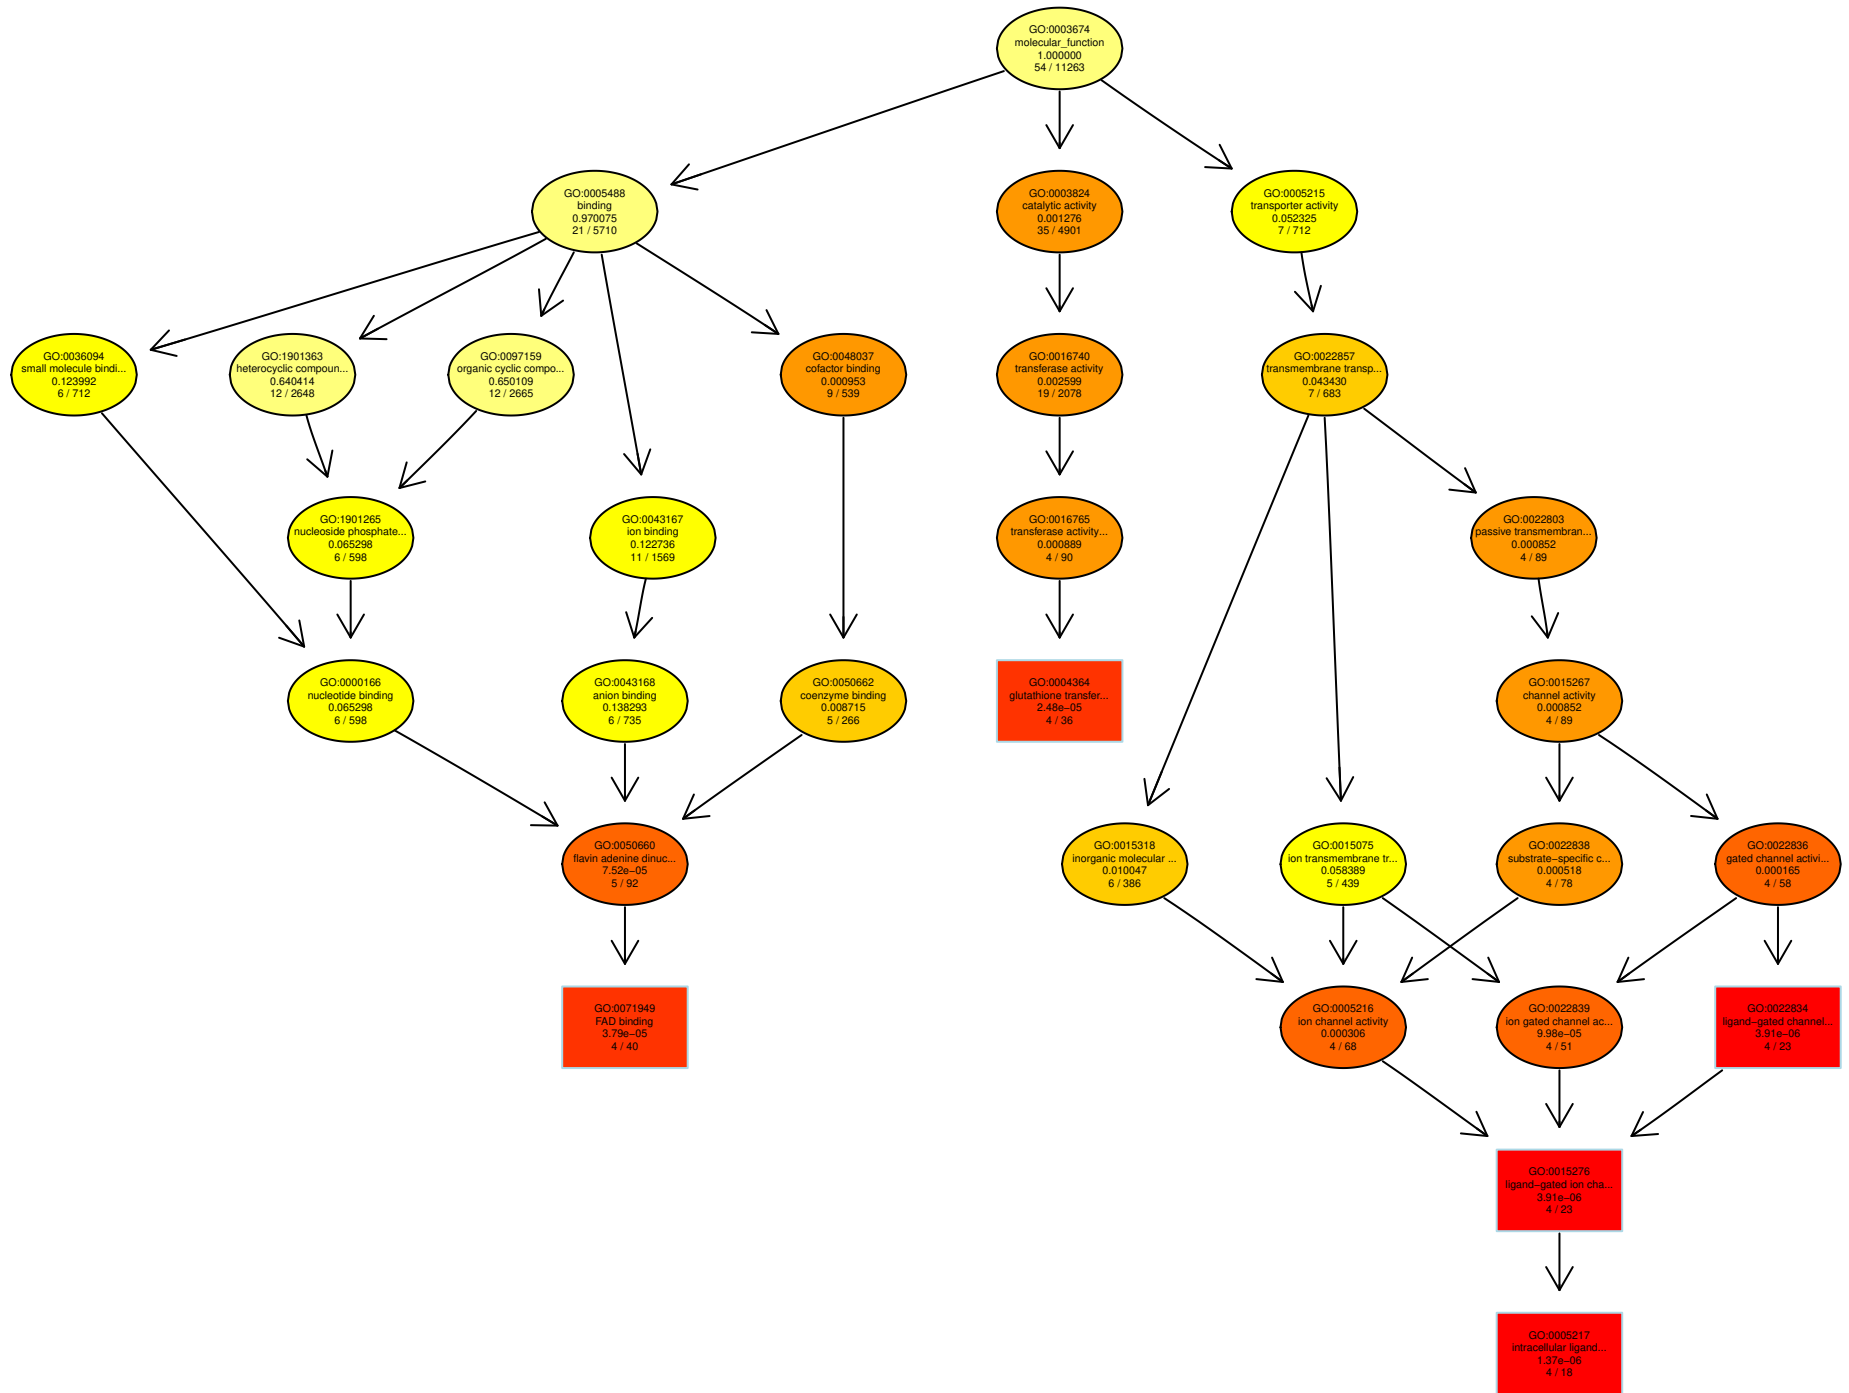 GO:0003674
molecular_function
1.000000
54 / 11263
GO:0005488
binding
0.970075
21 / 5710
GO:0003824
catalytic activity
0.001276
35 / 4901
GO:0005215
transporter activity
0.052325
7 / 712
GO:0036094
small molecule bindi...
0.123992
6 / 712
GO:1901363
heterocyclic compoun...
0.640414
12 / 2648
GO:0097159
organic cyclic compo...
0.650109
12 / 2665
GO:0048037
cofactor binding
0.000953
9 / 539
GO:0016740
transferase activity
0.002599
19 / 2078
GO:0022857
transmembrane transp...
0.043430
7 / 683
GO:1901265
nucleoside phosphate...
0.065298
6 / 598
GO:0043167
ion binding
0.122736
11 / 1569
GO:0016765
transferase activity...
0.000889
4 / 90
GO:0022803
passive transmembran...
0.000852
4 / 89
GO:0000166
nucleotide binding
0.065298
6 / 598
GO:0043168
anion binding
0.138293
6 / 735
GO:0050662
coenzyme binding
0.008715
5 / 266
GO:0004364
glutathione transfer...
2.48e−05
4 / 36
GO:0015267
channel activity
0.000852
4 / 89
GO:0050660
flavin adenine dinuc...
7.52e−05
5 / 92
GO:0015318
inorganic molecular ...
0.010047
6 / 386
GO:0015075
ion transmembrane tr...
0.058389
5 / 439
GO:0022838
substrate−specific c...
0.000518
4 / 78
GO:0022836
gated channel activi...
0.000165
4 / 58
GO:0071949
FAD binding
3.79e−05
4 / 40
GO:0005216
ion channel activity
0.000306
4 / 68
GO:0022839
ion gated channel ac...
9.98e−05
4 / 51
GO:0022834
ligand−gated channel...
3.91e−06
4 / 23
GO:0015276
ligand−gated ion cha...
3.91e−06
4 / 23
GO:0005217
intracellular ligand...
1.37e−06
4 / 18